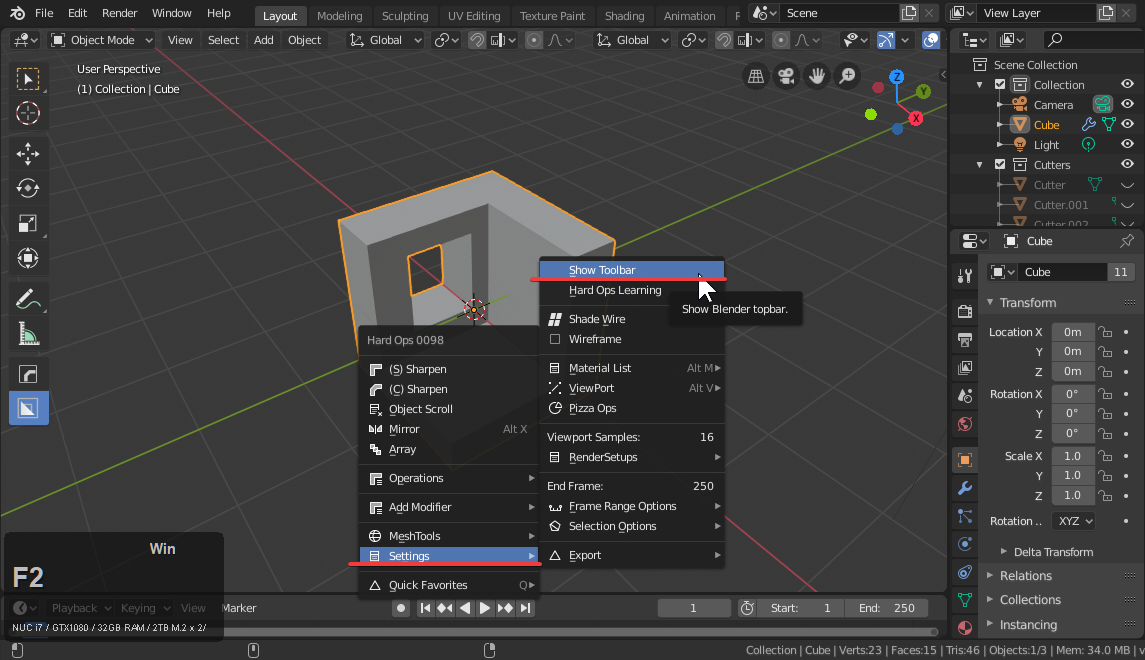 File Edit Render Window Help Layout Modeling Sculpting UV Editing Texture Paint Shading Animation Scene View Layer
Object Mode View Select Add Object Global Global
User Perspective
(1) Collection | Cube
Z
Y
X
Scene Collection
Collection
Camera
Cube
Light
Cutters
Cutter
Cutter.001
Cutter.002
Cube
Cube 11
Transform
Location X 0m
Y 0m
Z 0m
Rotation X 0°
Y 0°
Z 0°
Scale X 1.0
Y 1.0
Z 1.0
Rotation .. XYZ
Delta Transform
Relations
Collections
Instancing
Hard Ops 0098
(S) Sharpen
(C) Sharpen
Object Scroll
Mirror Alt X
Array
Operations
Add Modifier
MeshTools
Settings
Quick Favorites Q
Show Toolbar
Hard Ops Learning
Shade Wire
Wireframe
Material List Alt M
ViewPort Alt V
Pizza Ops
Viewport Samples: 16
RenderSetups
End Frame: 250
Frame Range Options
Selection Options
Export
Show Blender topbar.
Win
F2
Playback Keying View Marker 1 Start: 1 End: 250
NUC i7 / GTX1080 / 32GB RAM / 2TB M.2 x 2/
Collection | Cube | Verts:23 | Faces:15 | Tris:46 | Objects:1/3 | Mem: 34.0 MB | v